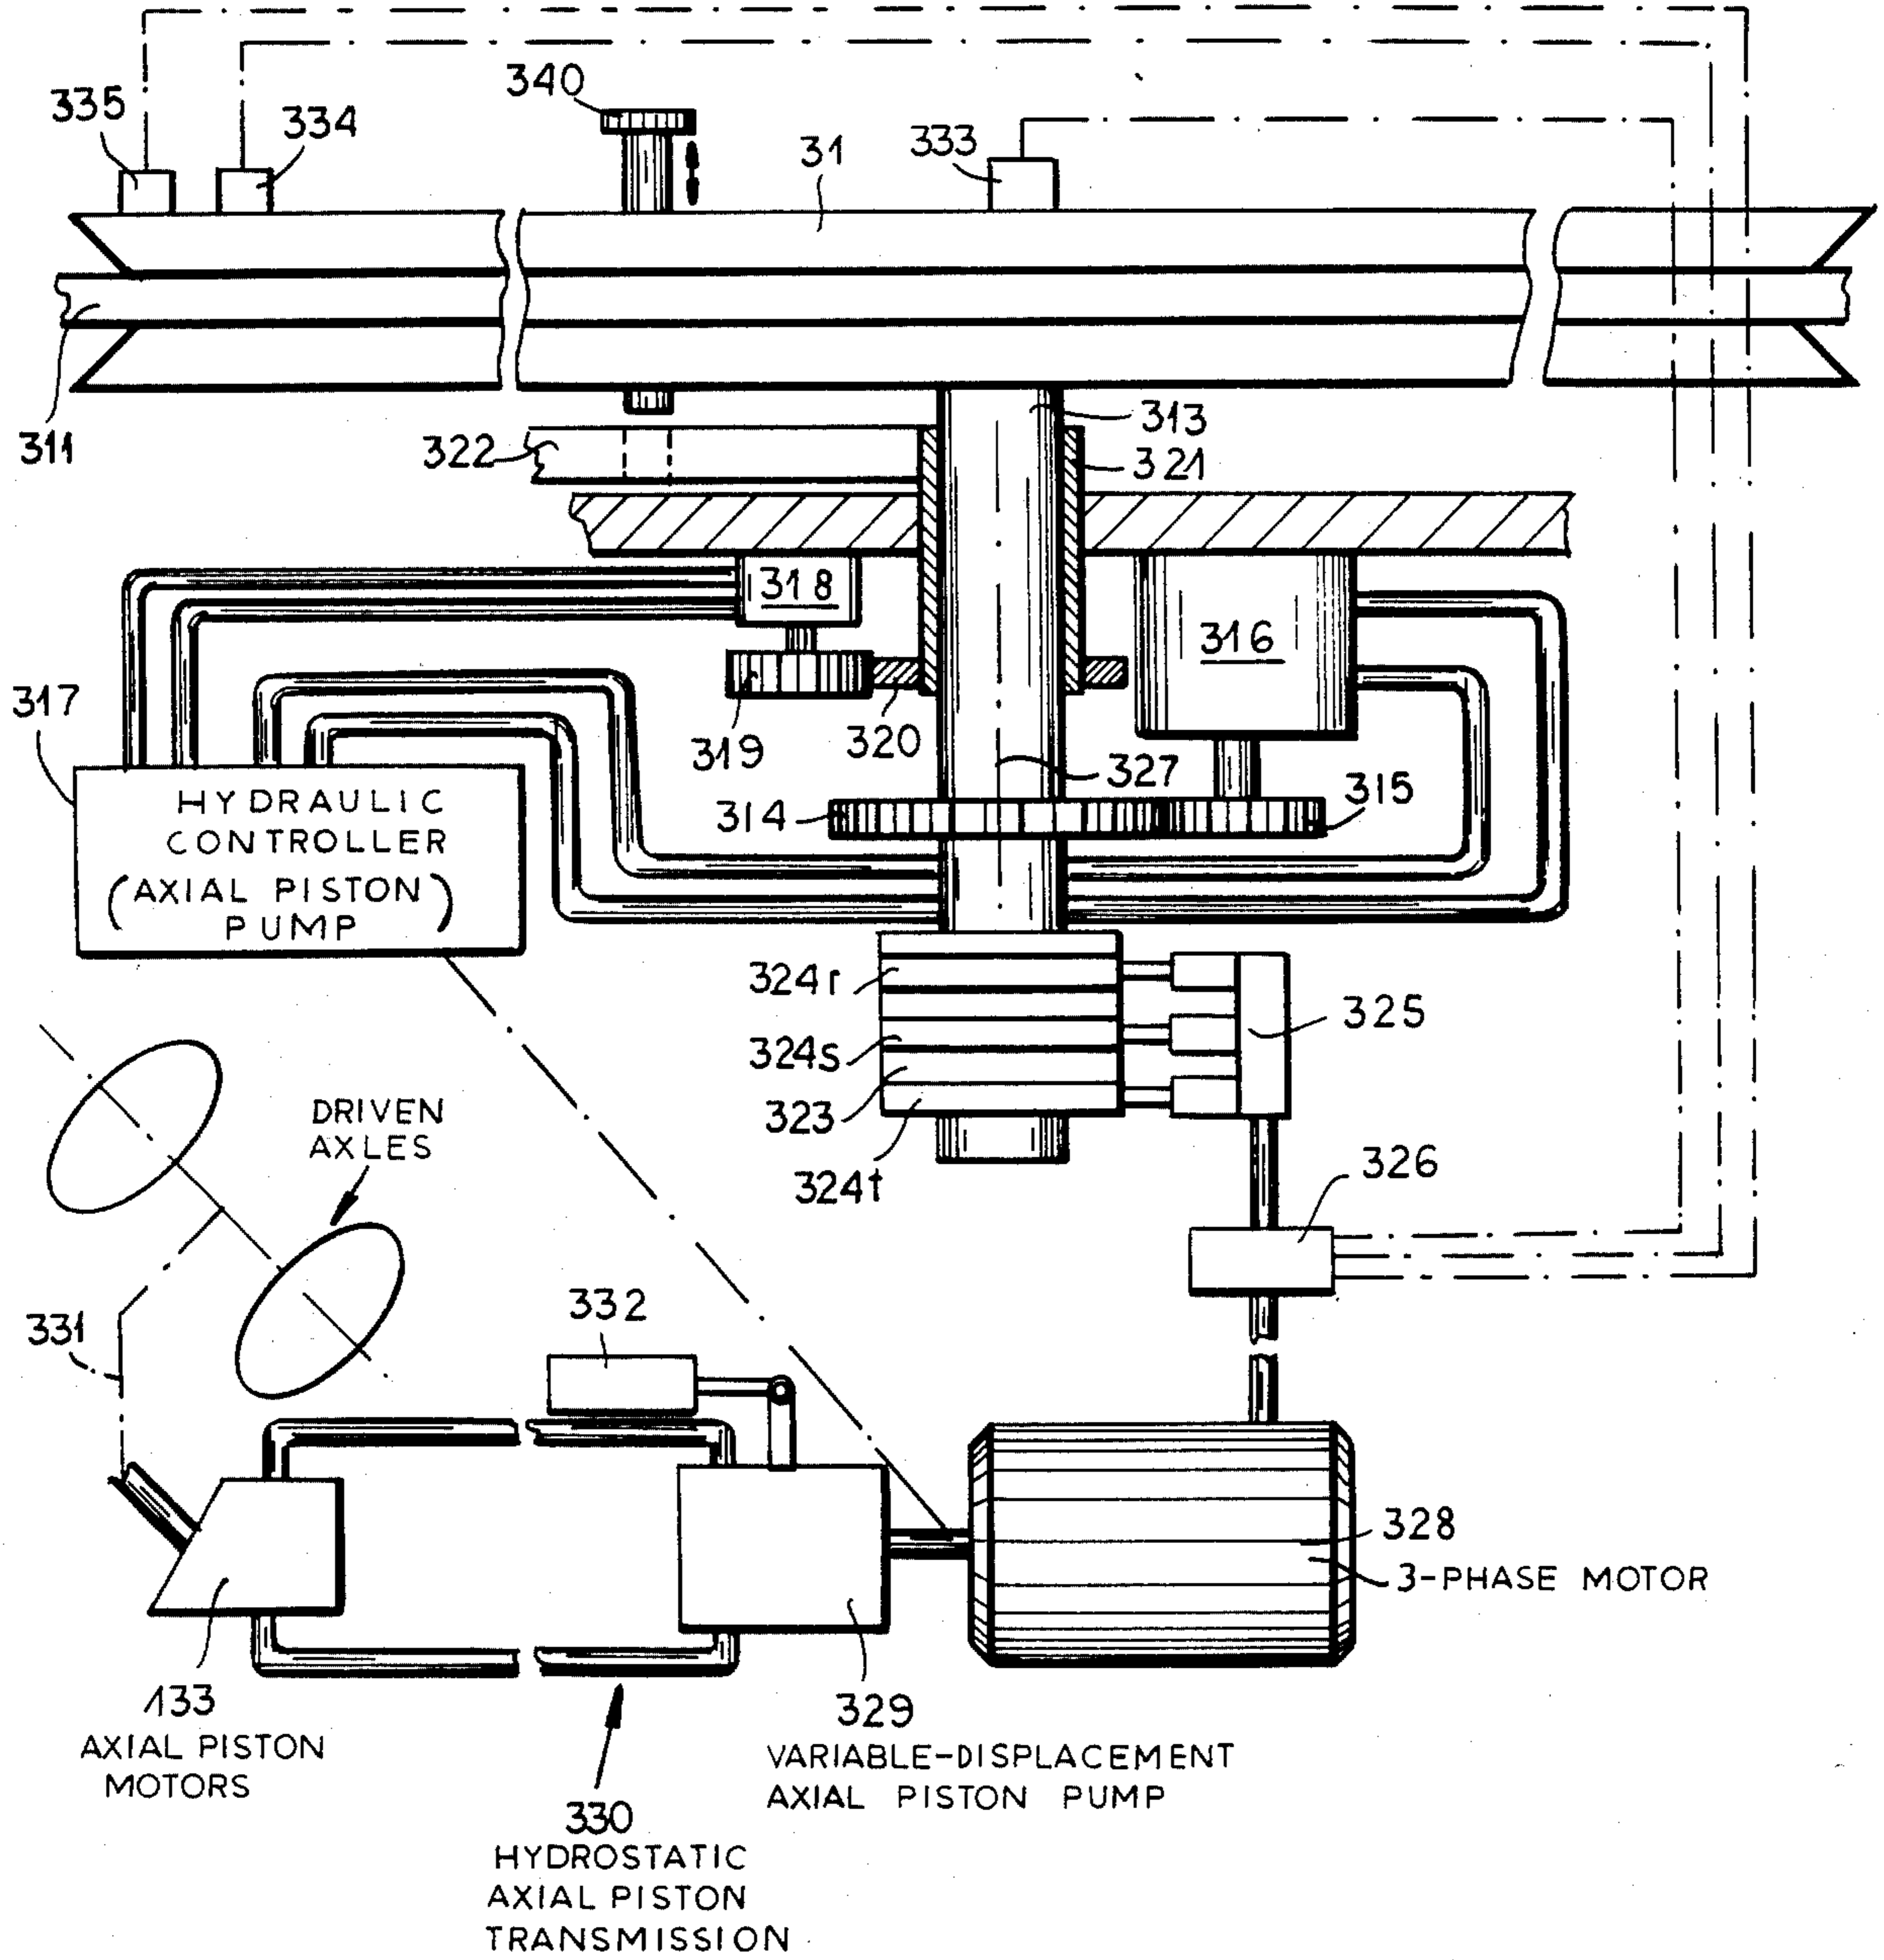 340
335
334
333
31
311
313
322
321
318
316
317
319
320
327
314
315
HYDRAULIC
CONTROLLER
(AXIAL PISTON)
PUMP
324r
324s
323
324t
325
DRIVEN
AXLES
326
332
331
328
3-PHASE MOTOR
133
AXIAL PISTON
MOTORS
329
VARIABLE-DISPLACEMENT
AXIAL PISTON PUMP
330
HYDROSTATIC
AXIAL PISTON
TRANSMISSION